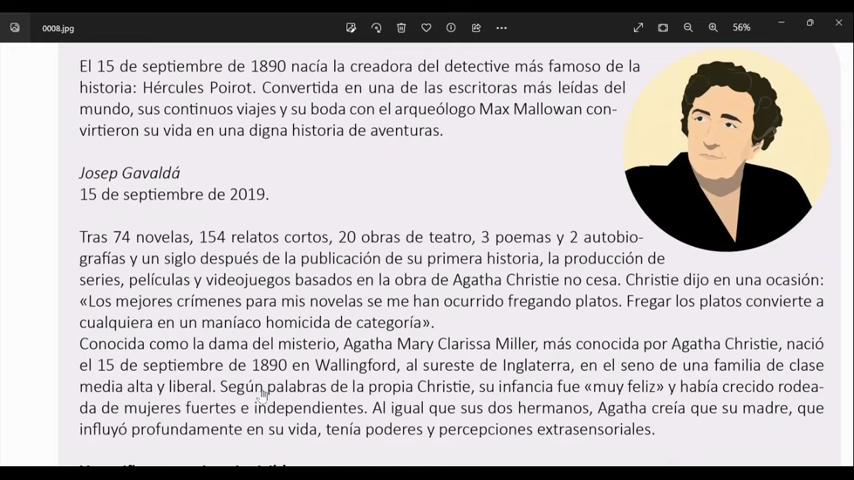 0008.jpg
56%
El 15 de septiembre de 1890 nacía la creadora del detective más famoso de la
historia: Hércules Poirot. Convertida en una de las escritoras más leídas del
mundo, sus continuos viajes y su boda con el arqueólogo Max Mallowan con-
virtieron su vida en una digna historia de aventuras.
Josep Gavaldá
15 de septiembre de 2019.
Tras 74 novelas, 154 relatos cortos, 20 obras de teatro, 3 poemas y 2 autobio-
grafías y un siglo después de la publicación de su primera historia, la producción de
series, películas y videojuegos basados en la obra de Agatha Christie no cesa. Christie dijo en una ocasión:
«Los mejores crímenes para mis novelas se me han ocurrido fregando platos. Fregar los platos convierte a
cualquiera en un maníaco homicida de categoría».
Conocida como la dama del misterio, Agatha Mary Clarissa Miller, más conocida por Agatha Christie, nació
el 15 de septiembre de 1890 en Wallingford, al sureste de Inglaterra, en el seno de una familia de clase
media alta y liberal. Según palabras de la propia Christie, su infancia fue «muy feliz» y había crecido rodea-
da de mujeres fuertes e independientes. Al igual que sus dos hermanos, Agatha creía que su madre, que
influyó profundamente en su vida, tenía poderes y percepciones extrasensoriales.